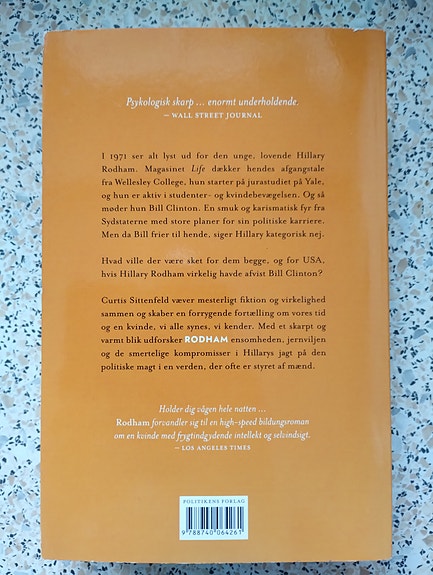 Psykologisk skarp ... enormt underholdende.
– WALL STREET JOURNAL
I 1971 ser alt lyst ud for den unge, lovende Hillary
Rodham. Magasinet Life dækker hendes afgangstale
fra Wellesley College, hun starter på jurastudiet på Yale,
og hun er aktiv i studenter- og kvindebevægelsen. Og så
møder hun Bill Clinton. En smuk og karismatisk fyr fra
Sydstaterne med store planer for sin politiske karriere.
Men da Bill frier til hende, siger Hillary kategorisk nej.
Hvad ville der være sket for dem begge, og for USA,
hvis Hillary Rodham virkelig havde afvist Bill Clinton?
Curtis Sittenfeld væver mesterligt fiktion og virkelighed
sammen og skaber en forrygende fortælling om vores tid
og en kvinde, vi alle synes, vi kender. Med et skarpt og
varmt blik udforsker RODHAM ensomheden, jernviljen
og de smertelige kompromisser i Hillarys jagt på den
politiske magt i en verden, der ofte er styret af mænd.
Holder dig vågen hele natten ...
Rodham forvandler sig til en high-speed bildungsroman
om en kvinde med frygtindgydende intellekt og selvindsigt.
– LOS ANGELES TIMES
POLITIKENS FORLAG
9 788740 064261